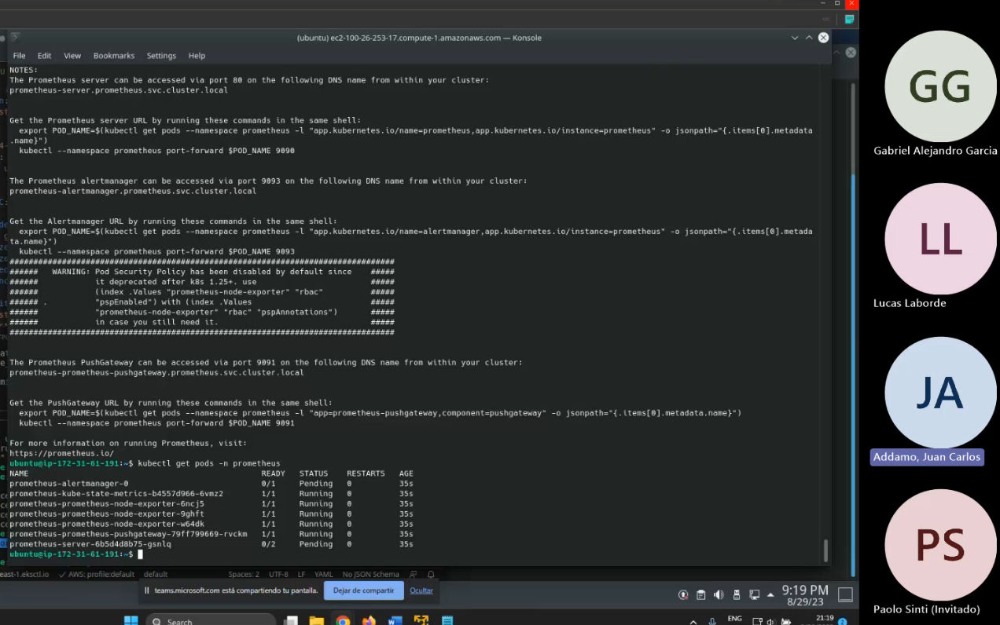 (ubuntu) ec2-100-26-253-17.compute-1.amazonaws.com — Konsole
File Edit View Bookmarks Settings Help
NOTES:
The Prometheus server can be accessed via port 80 on the following DNS name from within your cluster:
prometheus-server.prometheus.svc.cluster.local
Get the Prometheus server URL by running these commands in the same shell:
export POD_NAME=$(kubectl get pods --namespace prometheus -l "app.kubernetes.io/name=prometheus,app.kubernetes.io/instance=prometheus" -o jsonpath="{.items[0].metadata
.name}")
kubectl --namespace prometheus port-forward $POD_NAME 9090
The Prometheus alertmanager can be accessed via port 9093 on the following DNS name from within your cluster:
prometheus-alertmanager.prometheus.svc.cluster.local
Get the Alertmanager URL by running these commands in the same shell:
export POD_NAME=$(kubectl get pods --namespace prometheus -l "app.kubernetes.io/name=alertmanager,app.kubernetes.io/instance=prometheus" -o jsonpath="{.items[0].metada
ta.name}")
kubectl --namespace prometheus port-forward $POD_NAME 9093
#################################################################################
###### WARNING: Pod Security Policy has been disabled by default since #####
###### it deprecated after k8s 1.25+. use #####
###### (index .Values "prometheus-node-exporter" "rbac" #####
###### . "pspEnabled") with (index .Values #####
###### "prometheus-node-exporter" "rbac" "pspAnnotations") #####
###### in case you still need it. #####
#################################################################################
The Prometheus PushGateway can be accessed via port 9091 on the following DNS name from within your cluster:
prometheus-prometheus-pushgateway.prometheus.svc.cluster.local
Get the PushGateway URL by running these commands in the same shell:
export POD_NAME=$(kubectl get pods --namespace prometheus -l "app=prometheus-pushgateway,component=pushgateway" -o jsonpath="{.items[0].metadata.name}")
kubectl --namespace prometheus port-forward $POD_NAME 9091
For more information on running Prometheus, visit:
https://prometheus.io/
ubuntu@ip-172-31-61-191:~$ kubectl get pods -n prometheus
NAME READY STATUS RESTARTS AGE
prometheus-alertmanager-0 0/1 Pending 0 35s
prometheus-kube-state-metrics-b4557d966-6vmz2 1/1 Running 0 35s
prometheus-prometheus-node-exporter-6ncj5 1/1 Running 0 35s
prometheus-prometheus-node-exporter-9ghft 1/1 Running 0 35s
prometheus-prometheus-node-exporter-w64dk 1/1 Running 0 35s
prometheus-prometheus-pushgateway-79ff799669-rvckm 1/1 Running 0 35s
prometheus-server-6b5d4d8b75-gsnlq 0/2 Pending 0 35s
ubuntu@ip-172-31-61-191:~$
east-1.eksctl.io AWS: profile:default default Spaces: 2 UTF-8 LF YAML No JSON Schema
teams.microsoft.com está compartiendo tu pantalla. Dejar de compartir Ocultar
9:19 PM
8/29/23
Search
ENG
21:19
2
GG
Gabriel Alejandro Garcia
LL
Lucas Laborde
JA
Addamo, Juan Carlos
PS
Paolo Sinti (Invitado)